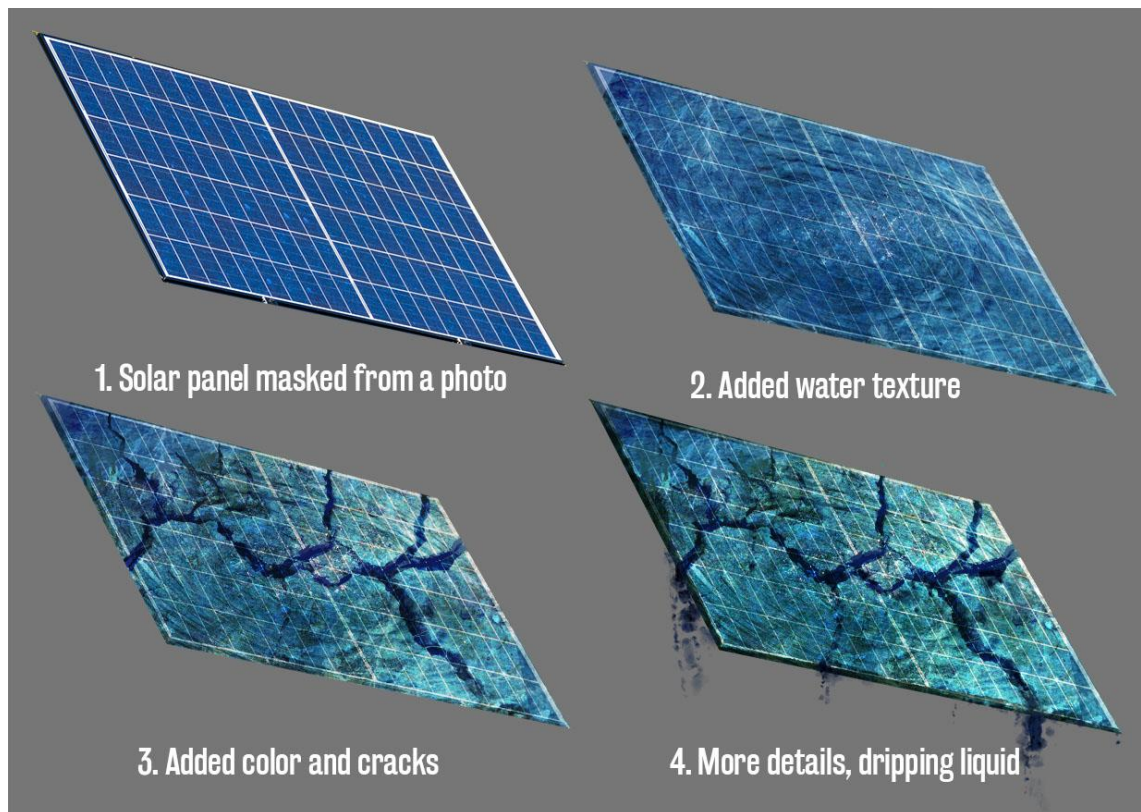 1. Solar panel masked from a photo
2. Added water texture
3. Added color and cracks
4. More details, dripping liquid